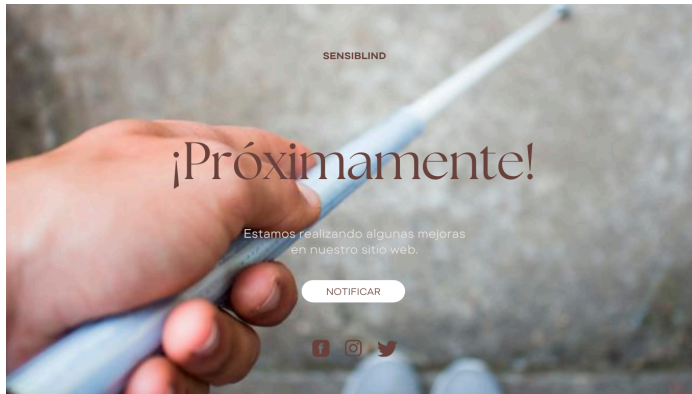 SENSIBLIND
¡Próximamente!
Estamos realizando algunas mejoras
en nuestro sitio web.
NOTIFICAR